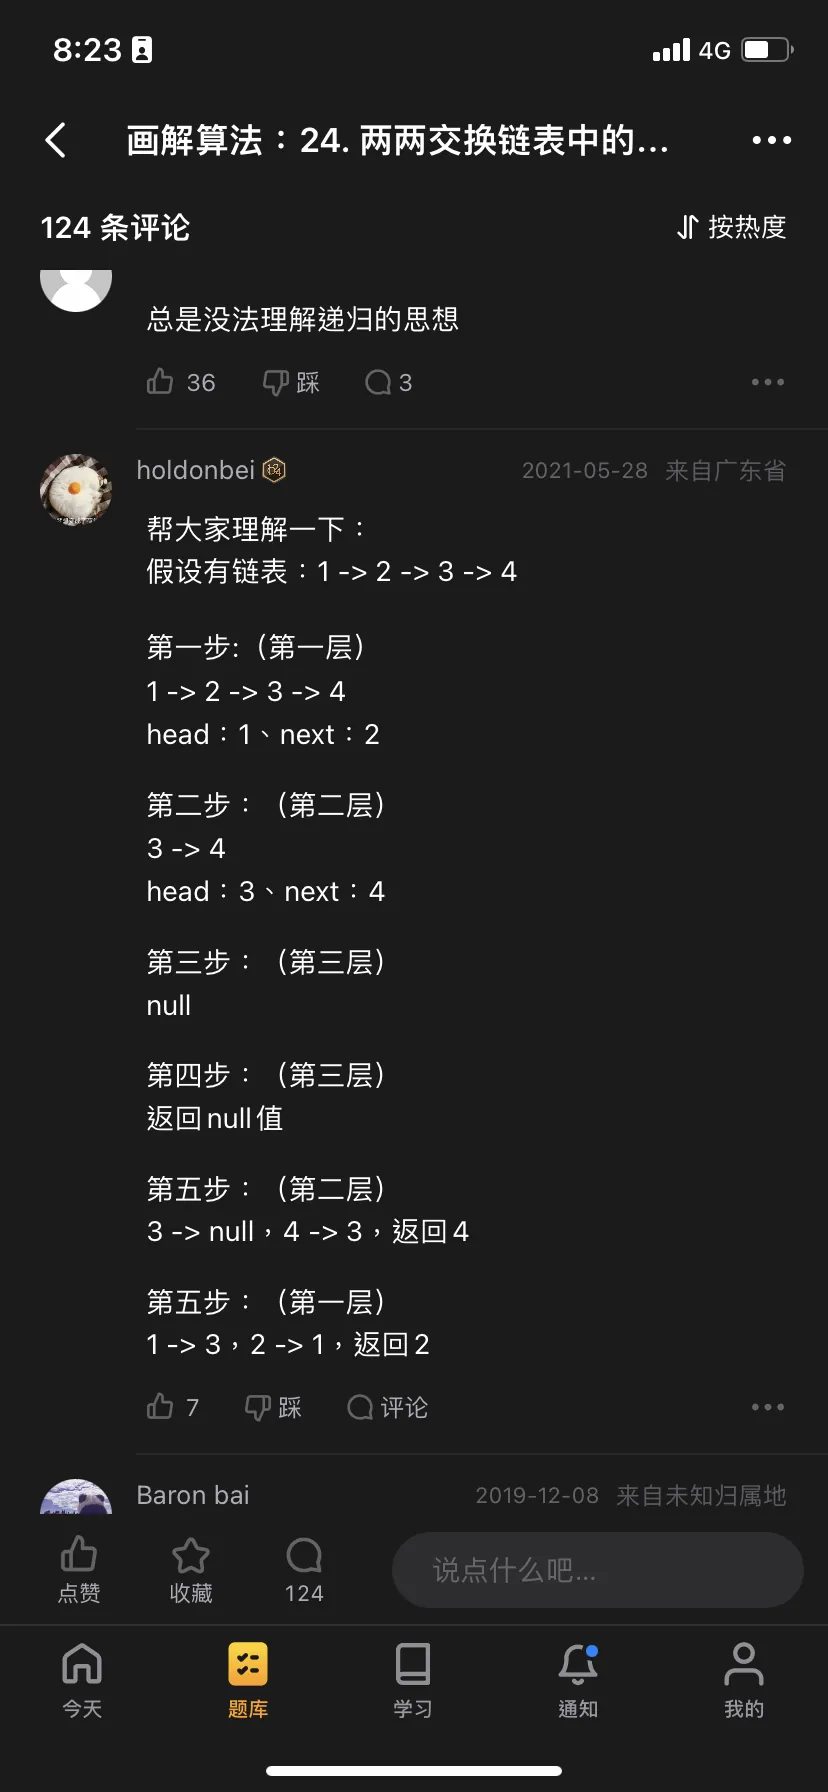 8:23
4G
画解算法：24. 两两交换链表中的...
124 条评论
按热度
总是没法理解递归的思想
36 踩 3
holdonbei
2021-05-28 来自广东省
帮大家理解一下：
假设有链表：1 -> 2 -> 3 -> 4
第一步:（第一层）
1 -> 2 -> 3 -> 4
head：1、next：2
第二步：（第二层）
3 -> 4
head：3、next：4
第三步：（第三层）
null
第四步：（第三层）
返回null值
第五步：（第二层）
3 -> null，4 -> 3，返回4
第五步：（第一层）
1 -> 3，2 -> 1，返回2
7 踩 评论
Baron bai
2019-12-08 来自未知归属地
点赞 收藏 124
说点什么吧...
今天 题库 学习 通知 我的